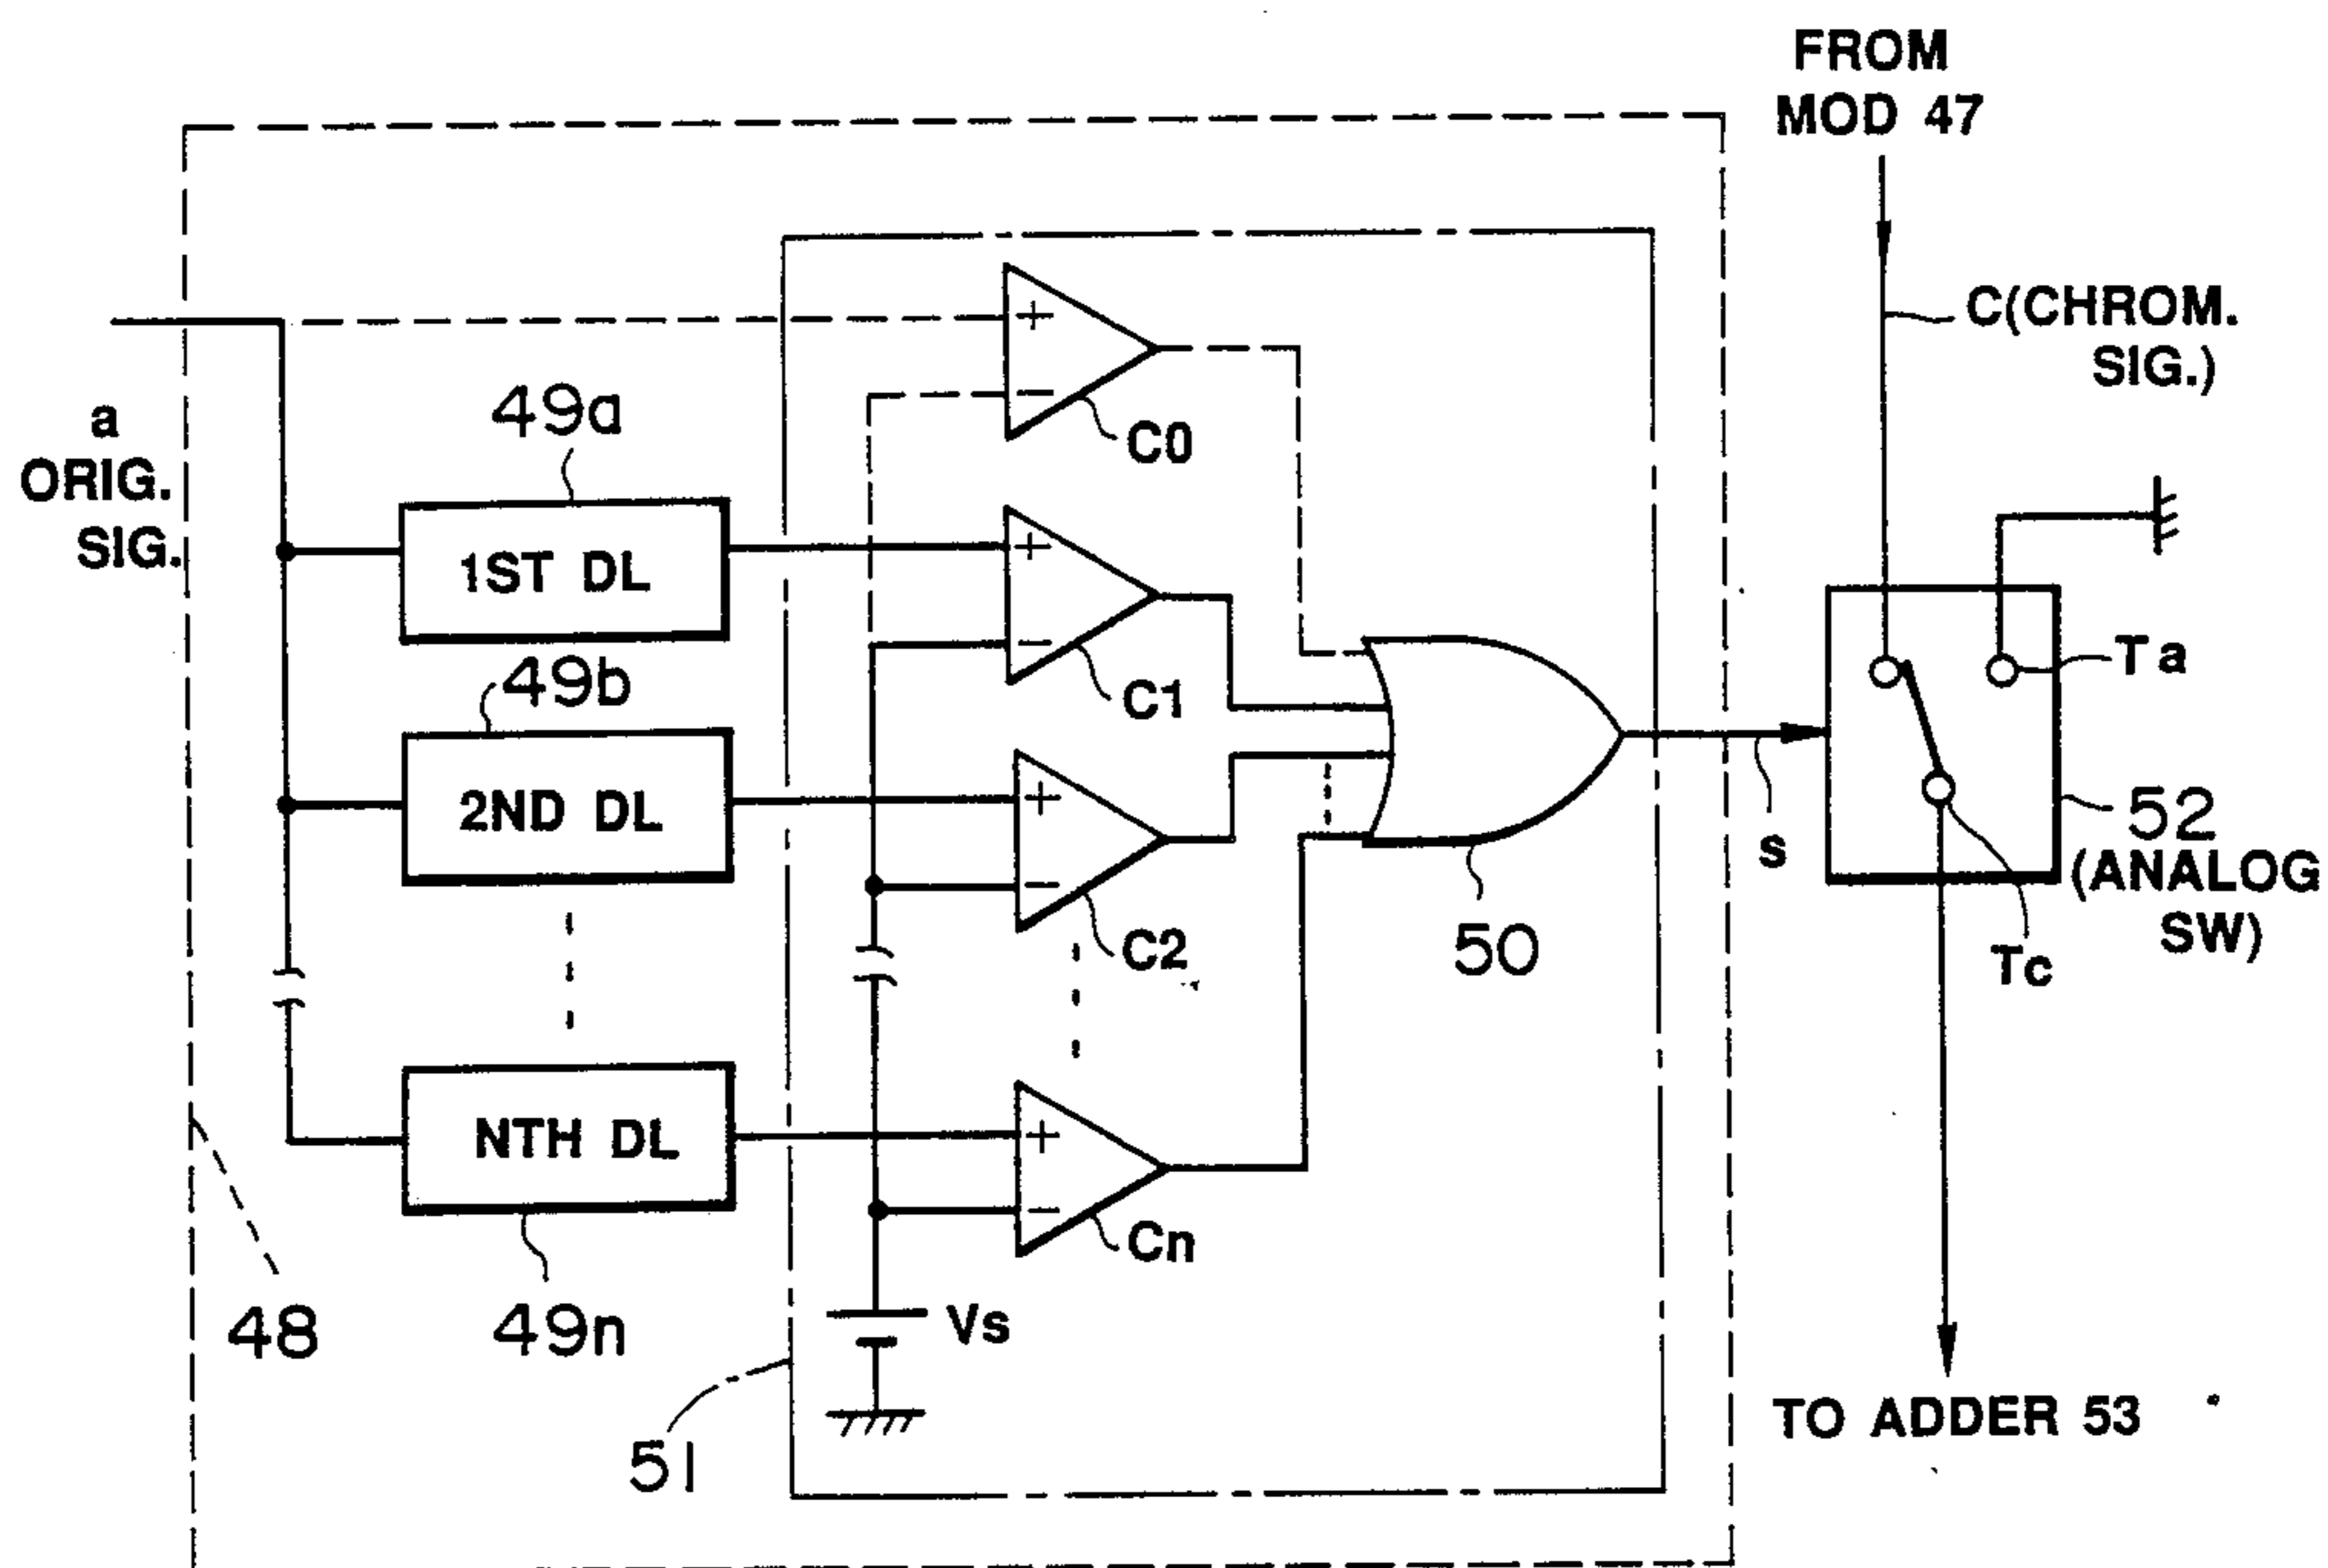 FROM
MOD 47
C(CHROM.
SIG.)
a
ORIG.
SIG.
49a
1ST DL
49b
2ND DL
NTH DL
49n
48
51
+
−
C0
+
−
C1
+
−
C2
+
−
Cn
Vs
50
s
Ta
52
(ANALOG
SW)
Tc
TO ADDER 53